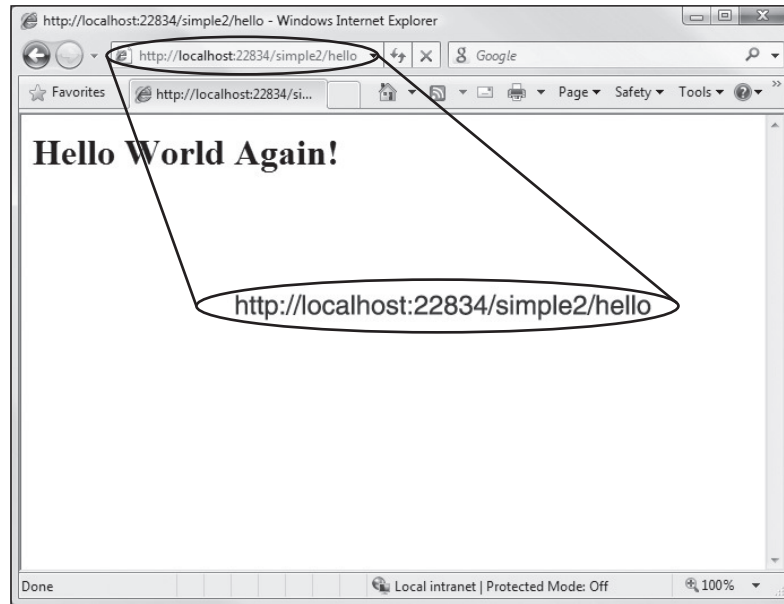 http://localhost:22834/simple2/hello - Windows Internet Explorer
http://localhost:22834/simple2/hello Google
Favorites http://localhost:22834/si... Page Safety Tools
Hello World Again!
http://localhost:22834/simple2/hello
Done Local intranet | Protected Mode: Off 100%